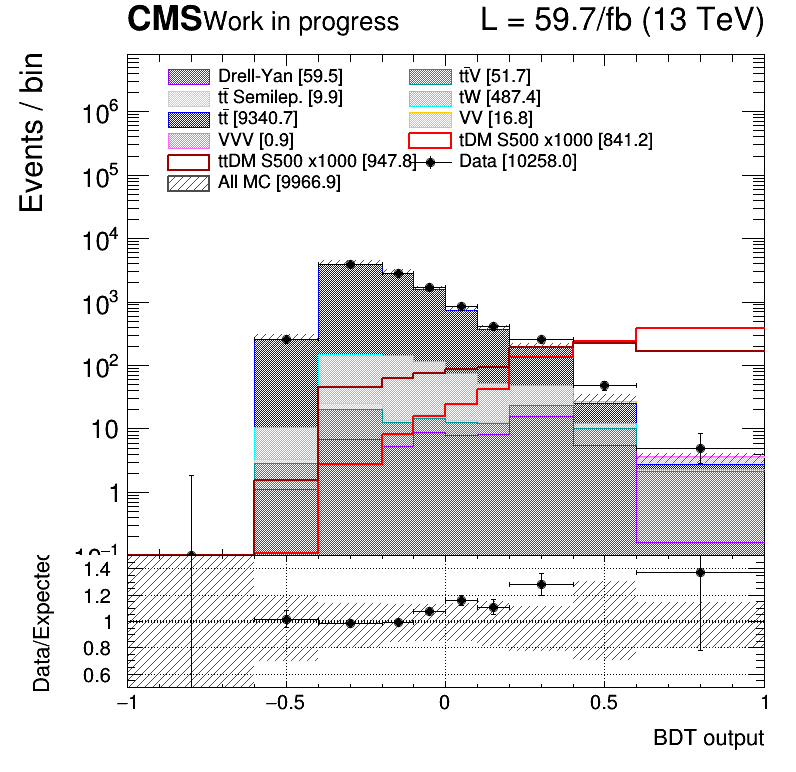 CMS Work in progress L = 59.7/fb (13 TeV)
Events / bin
Drell-Yan [59.5] tt̄V [51.7]
tt̄ Semilep. [9.9] tW [487.4]
tt̄ [9340.7] VV [16.8]
VVV [0.9] tDM S500 x1000 [841.2]
ttDM S500 x1000 [947.8] Data [10258.0]
All MC [9966.9]
10⁶
10⁵
10⁴
10³
10²
10
1
10⁻¹
Data/Expected
1.4
1.2
1
0.8
0.6
−1 −0.5 0 0.5 1
BDT output